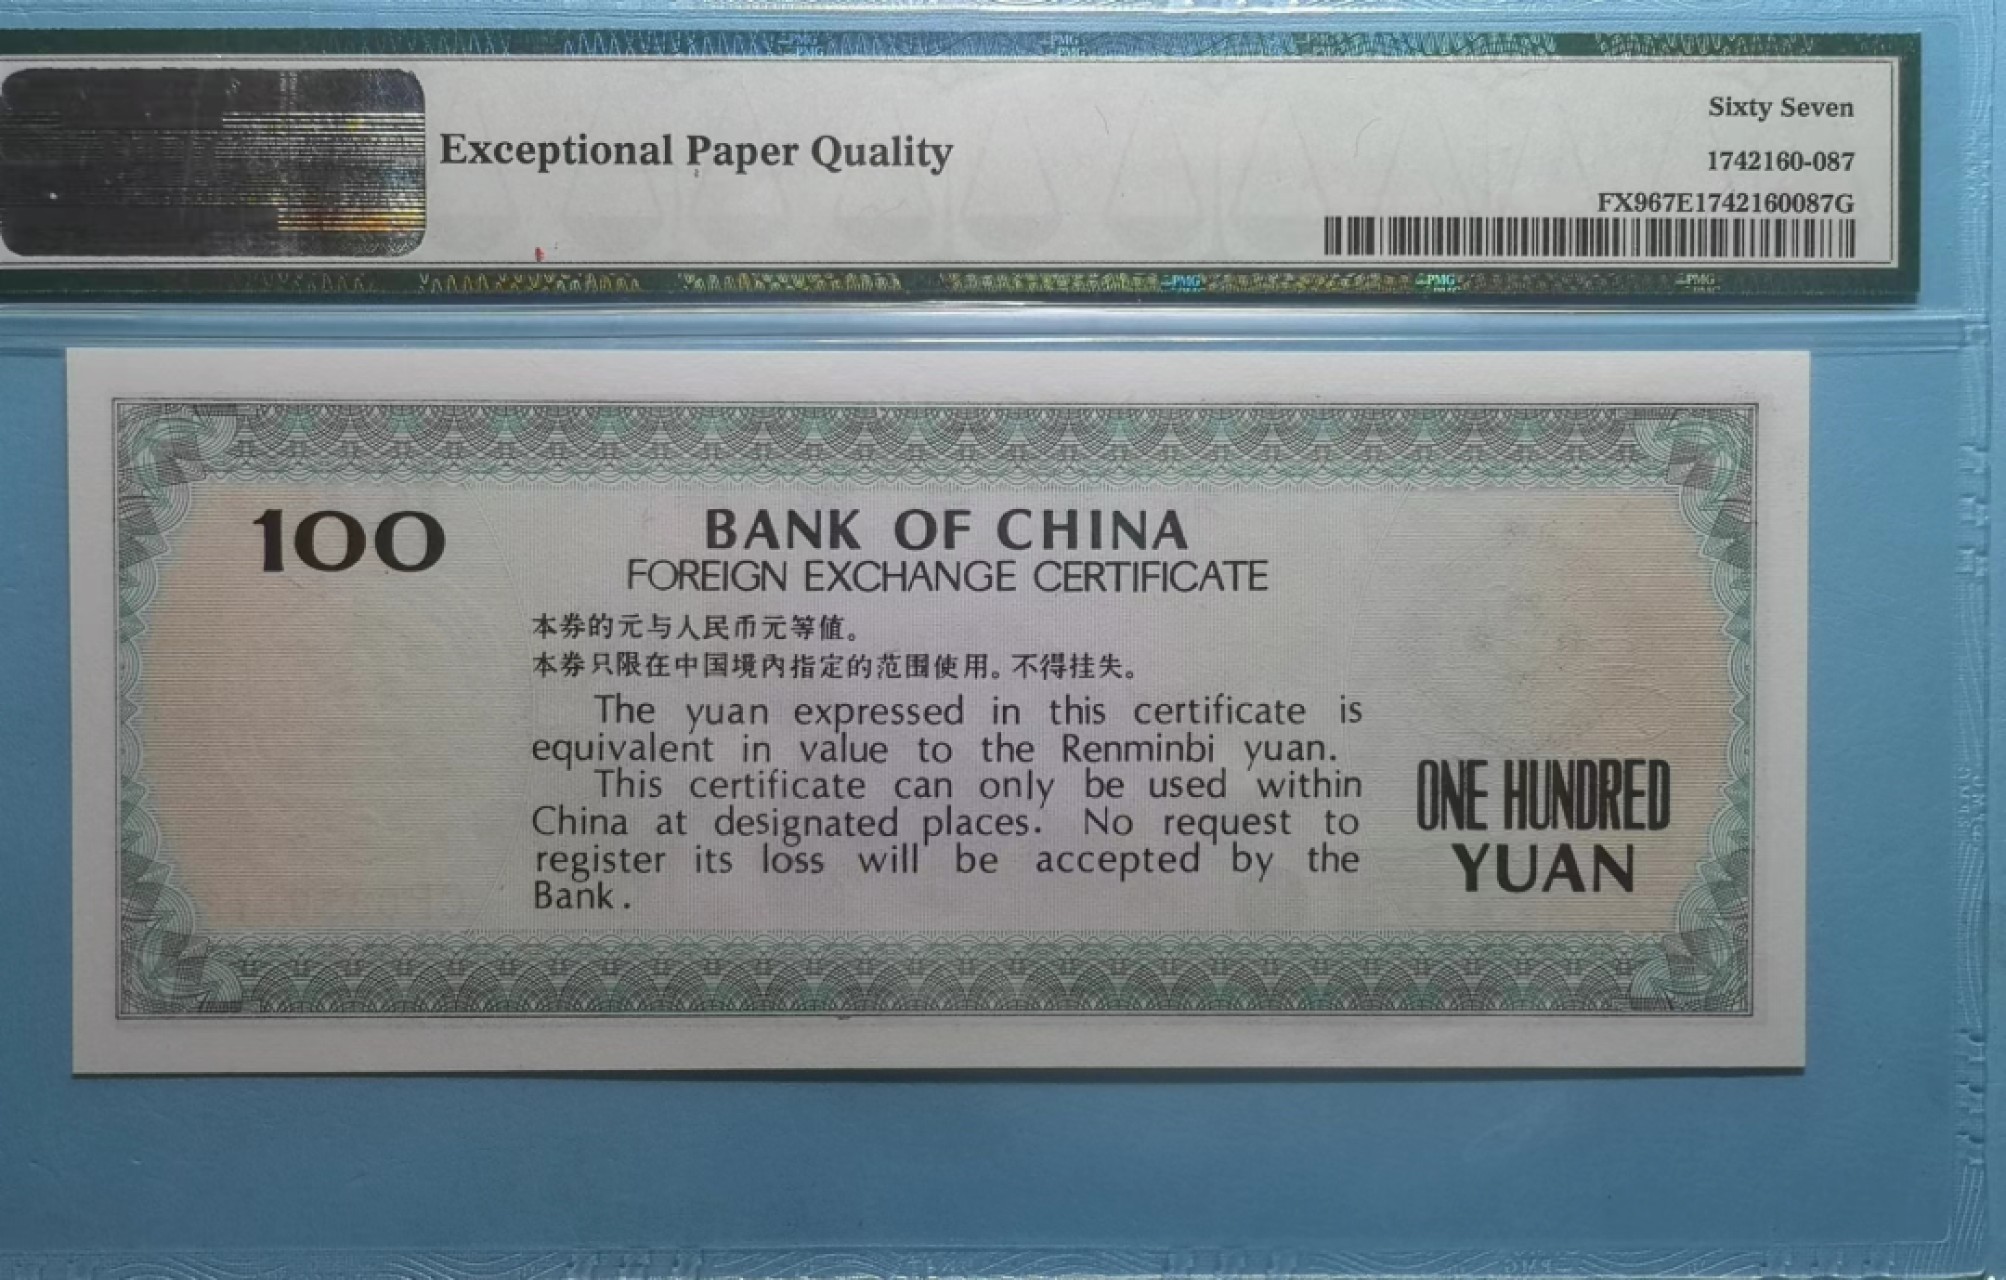 Exceptional Paper Quality
Sixty Seven
1742160-087
FX967E1742160087G
PMG
PMG
PMG
100
BANK OF CHINA
FOREIGN EXCHANGE CERTIFICATE
本券的元与人民币元等值。
本券只限在中国境内指定的范围使用。不得挂失。
The yuan expressed in this certificate is
equivalent in value to the Renminbi yuan.
This certificate can only be used within
China at designated places. No request to
register its loss will be accepted by the
Bank.
ONE HUNDRED
YUAN